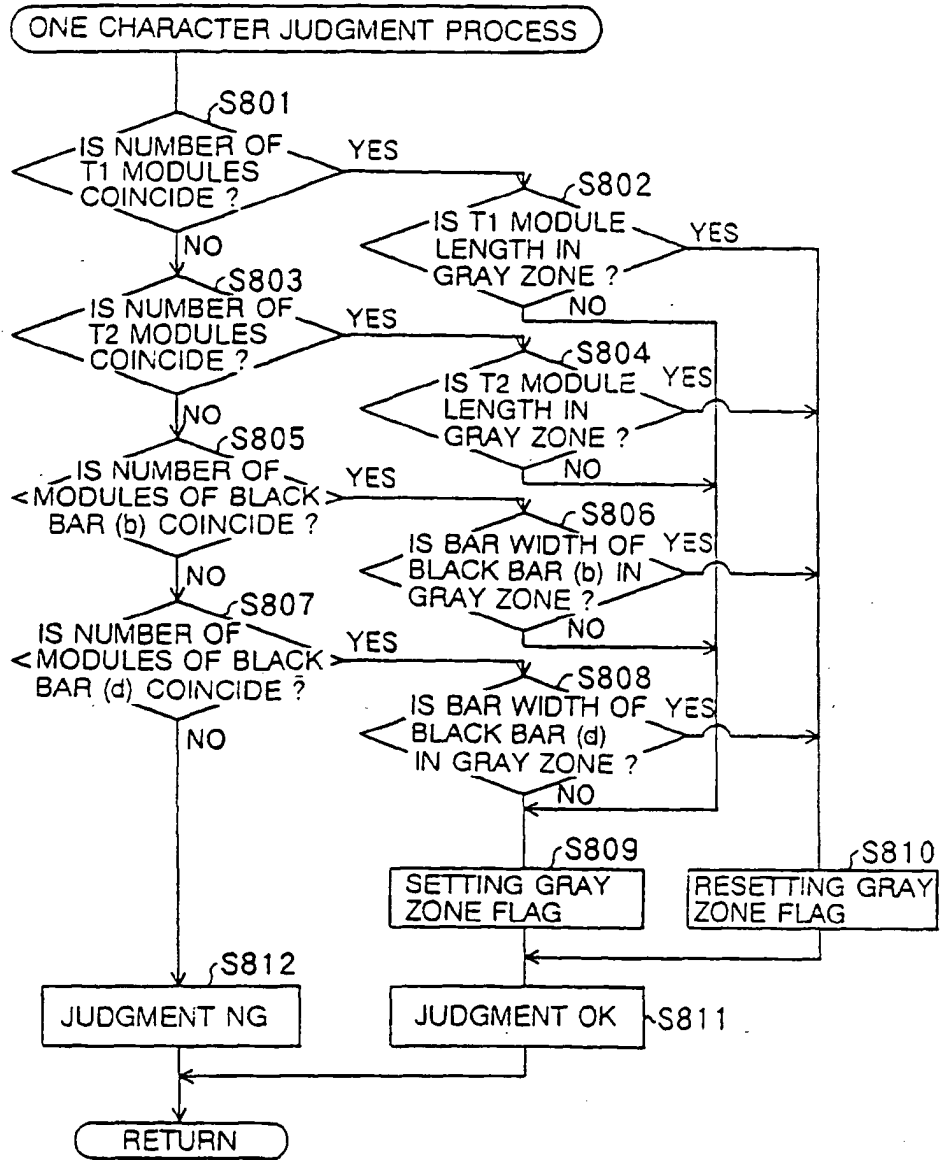 ONE CHARACTER JUDGMENT PROCESS
S801
IS NUMBER OF
T1 MODULES
COINCIDE ?
YES
NO
S802
IS T1 MODULE
LENGTH IN
GRAY ZONE ?
YES
NO
S803
IS NUMBER OF
T2 MODULES
COINCIDE ?
YES
NO
S804
IS T2 MODULE
LENGTH IN
GRAY ZONE ?
YES
NO
S805
IS NUMBER OF
MODULES OF BLACK
BAR (b) COINCIDE ?
YES
NO
S806
IS BAR WIDTH OF
BLACK BAR (b) IN
GRAY ZONE ?
YES
NO
S807
IS NUMBER OF
MODULES OF BLACK
BAR (d) COINCIDE ?
YES
NO
S808
IS BAR WIDTH OF
BLACK BAR (d)
IN GRAY ZONE ?
YES
NO
S809
SETTING GRAY
ZONE FLAG
S810
RESETTING GRAY
ZONE FLAG
S812
JUDGMENT NG
JUDGMENT OK
S811
RETURN